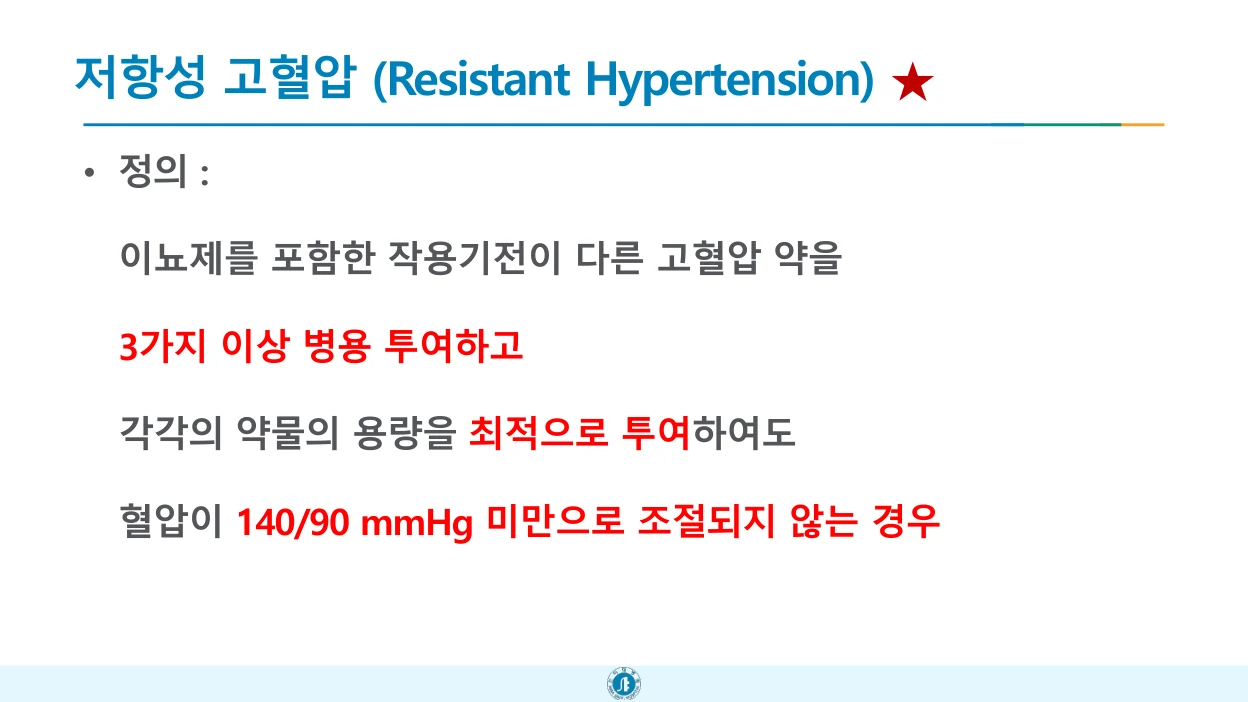 저항성 고혈압 (Resistant Hypertension) ★
• 정의 :
이뇨제를 포함한 작용기전이 다른 고혈압 약을
3가지 이상 병용 투여하고
각각의 약물의 용량을 최적으로 투여하여도
혈압이 140/90 mmHg 미만으로 조절되지 않는 경우